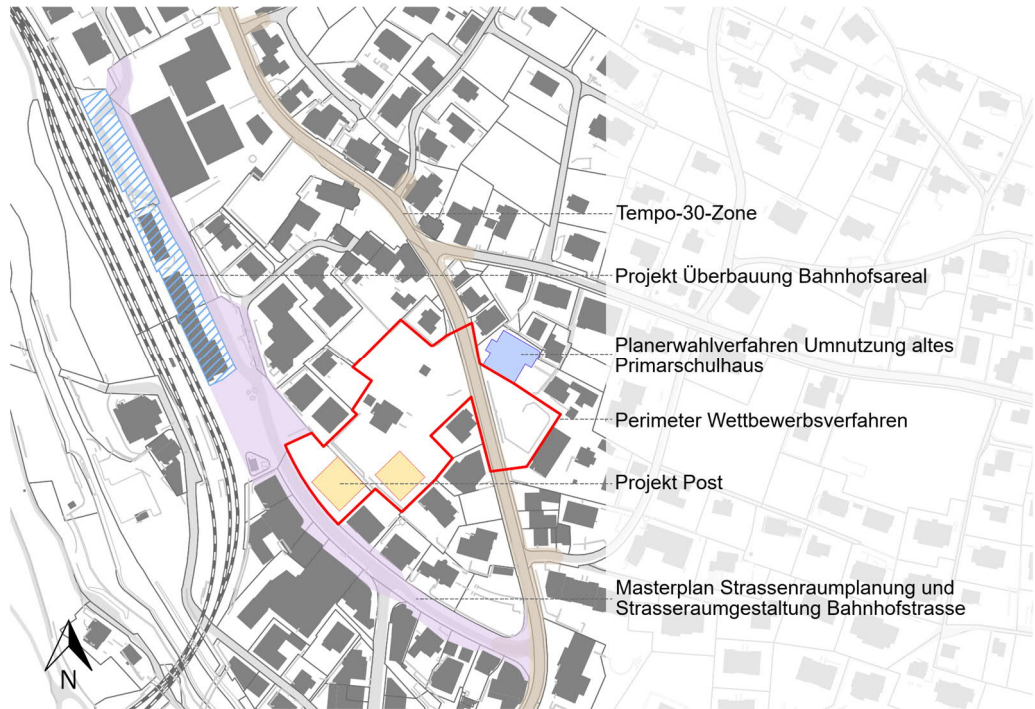 Tempo-30-Zone
Projekt Überbauung Bahnhofsareal
Planerwahlverfahren Umnutzung altes
Primarschulhaus
Perimeter Wettbewerbsverfahren
Projekt Post
Masterplan Strassenraumplanung und
Strasseraumgestaltung Bahnhofstrasse
N